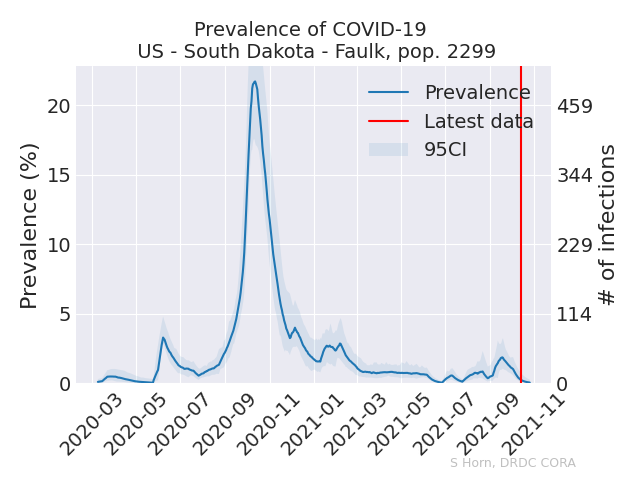 Prevalence of COVID-19
US - South Dakota - Faulk, pop. 2299
Prevalence
Latest data
95CI
Prevalence (%)
20
15
10
5
0
459
344
229
114
0
# of infections
2020-03
2020-05
2020-07
2020-09
2020-11
2021-01
2021-03
2021-05
2021-07
2021-09
2021-11
S Horn, DRDC CORA